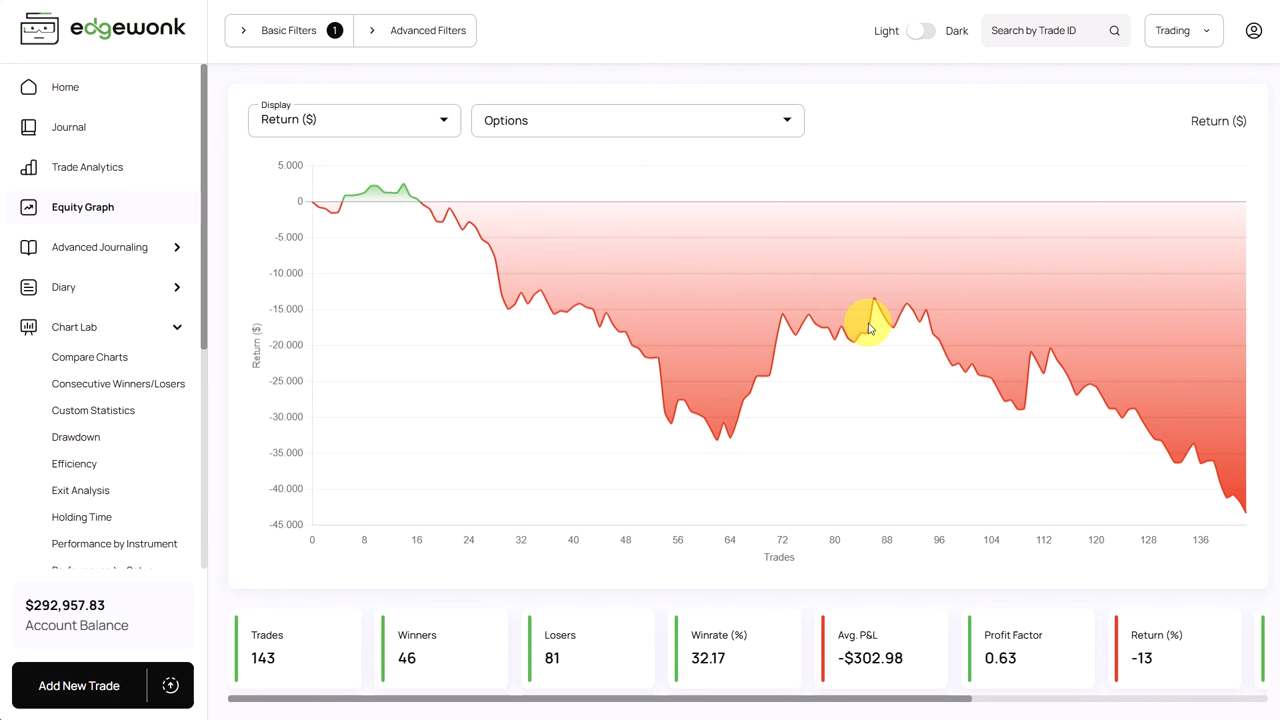 edgewonk
Basic Filters 1
Advanced Filters
Light Dark
Search by Trade ID
Trading
Home
Journal
Trade Analytics
Equity Graph
Advanced Journaling
Diary
Chart Lab
Compare Charts
Consecutive Winners/Losers
Custom Statistics
Drawdown
Efficiency
Exit Analysis
Holding Time
Performance by Instrument
$292,957.83
Account Balance
Add New Trade
Display
Return ($)
Options
Return ($)
5.000
0
-5.000
-10.000
-15.000
-20.000
-25.000
-30.000
-35.000
-40.000
-45.000
Return ($)
0 8 16 24 32 40 48 56 64 72 80 88 96 104 112 120 128 136
Trades
Trades
143
Winners
46
Losers
81
Winrate (%)
32.17
Avg. P&L
-$302.98
Profit Factor
0.63
Return (%)
-13